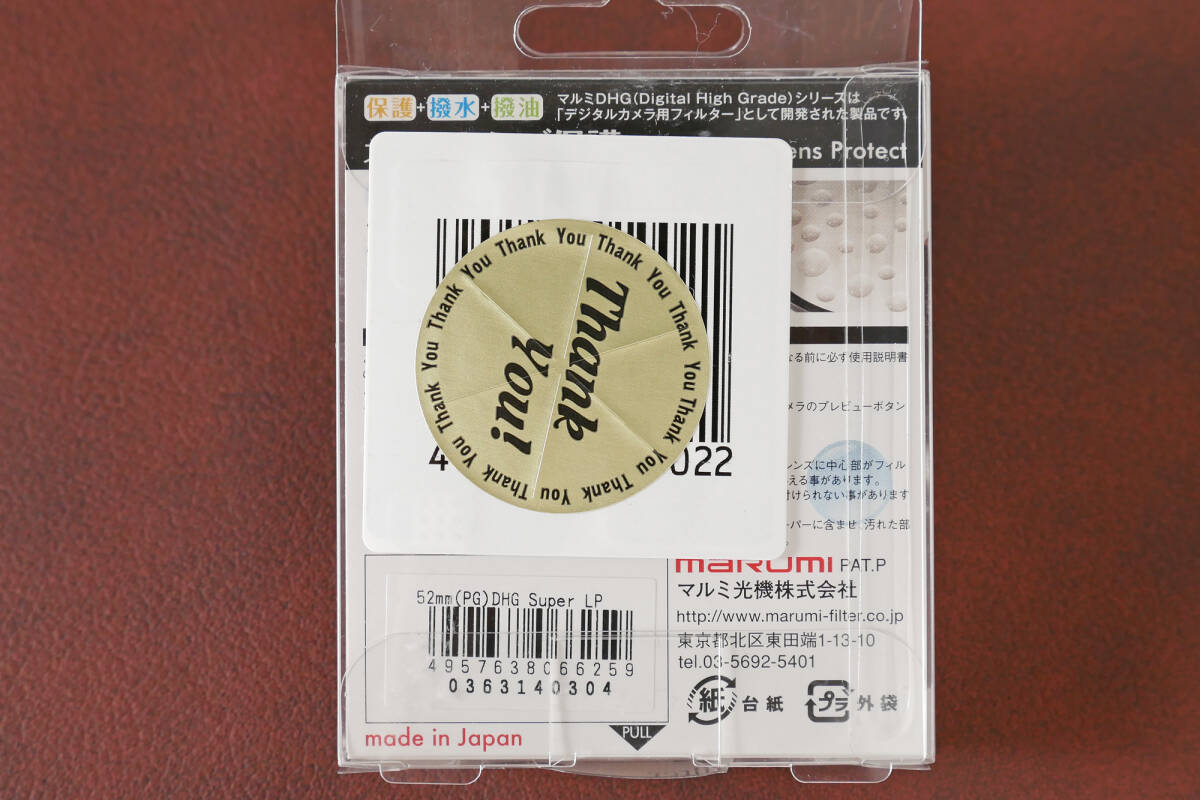 保護+撥水+撥油
マルミDHG(Digital High Grade)シリーズは
「デジタルカメラ用フィルター」として開発された製品です。
ens Protect
Thank You Thank You Thank You Thank You Thank You Thank You Thank You Thank You
Thank
You!
4
022
なる前に必ず使用説明書
メラのプレビューボタン
レンズに中心部がフィル
える事があります。
付けられない事があります
ーパーに含ませ、汚れた部
marumi PAT.P
マルミ光機株式会社
http://www.marumi-filter.co.jp
東京都北区東田端1-13-10
tel.03-5692-5401
52mm(PG)DHG Super LP
4957638066259
0363140304
紙 台紙
プラ 外袋
made in Japan
PULL